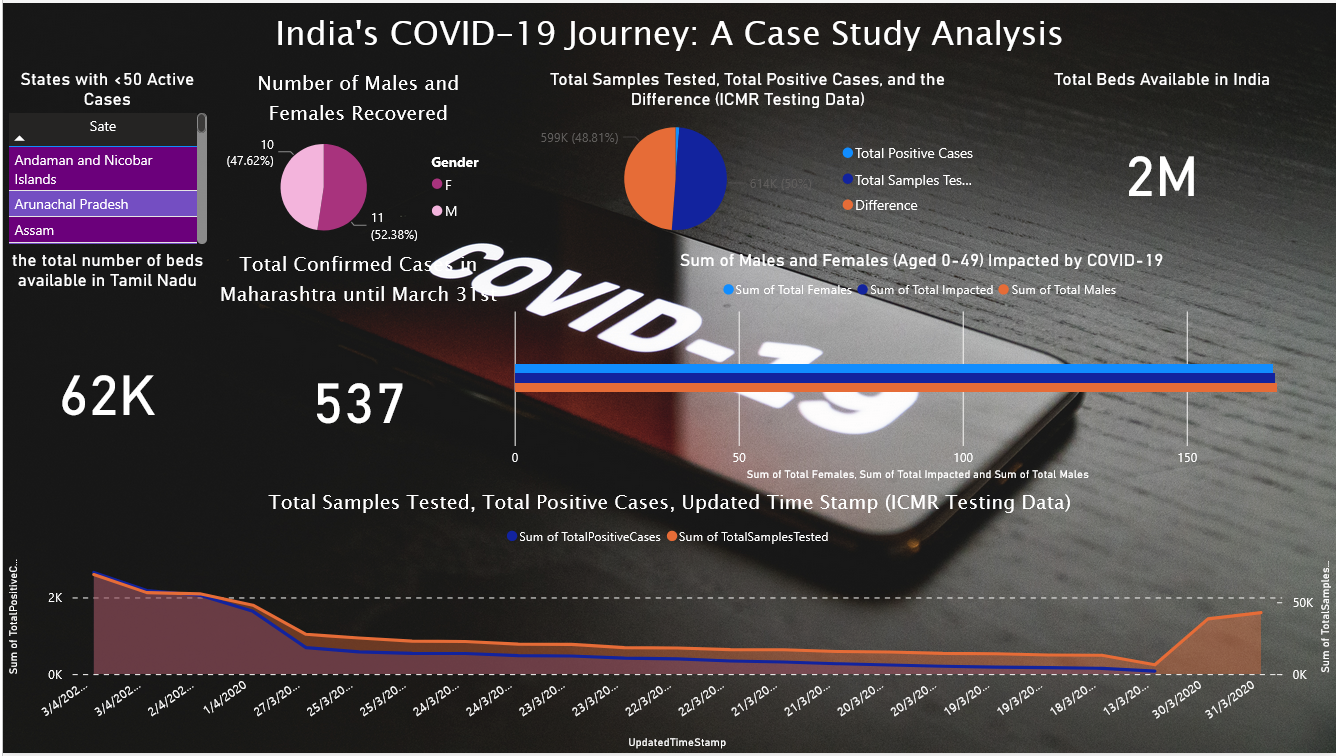 India's COVID-19 Journey: A Case Study Analysis
States with <50 Active
Cases
Sate
Andaman and Nicobar
Islands
Arunachal Pradesh
Assam
Number of Males and
Females Recovered
10
(47.62%)
11
(52.38%)
Gender
F
M
Total Samples Tested, Total Positive Cases, and the
Difference (ICMR Testing Data)
599K (48.81%)
614K (50%)
Total Positive Cases
Total Samples Tes...
Difference
Total Beds Available in India
2M
the total number of beds
available in Tamil Nadu
62K
Total Confirmed Cases in
Maharashtra until March 31st
537
COVID-19
Sum of Males and Females (Aged 0-49) Impacted by COVID-19
Sum of Total Females Sum of Total Impacted Sum of Total Males
0 50 100 150
Sum of Total Females, Sum of Total Impacted and Sum of Total Males
Total Samples Tested, Total Positive Cases, Updated Time Stamp (ICMR Testing Data)
Sum of TotalPositiveCases Sum of TotalSamplesTested
Sum of TotalPositiveC...
2K
0K
50K
0K
Sum of TotalSamples...
3/4/202... 3/4/202... 2/4/202... 1/4/2020 27/3/20... 25/3/20... 25/3/20... 24/3/20... 24/3/20... 23/3/20... 23/3/20... 22/3/20... 22/3/20... 21/3/20... 21/3/20... 20/3/20... 20/3/20... 19/3/20... 19/3/20... 18/3/20... 13/3/20... 30/3/2020 31/3/2020
UpdatedTimeStamp